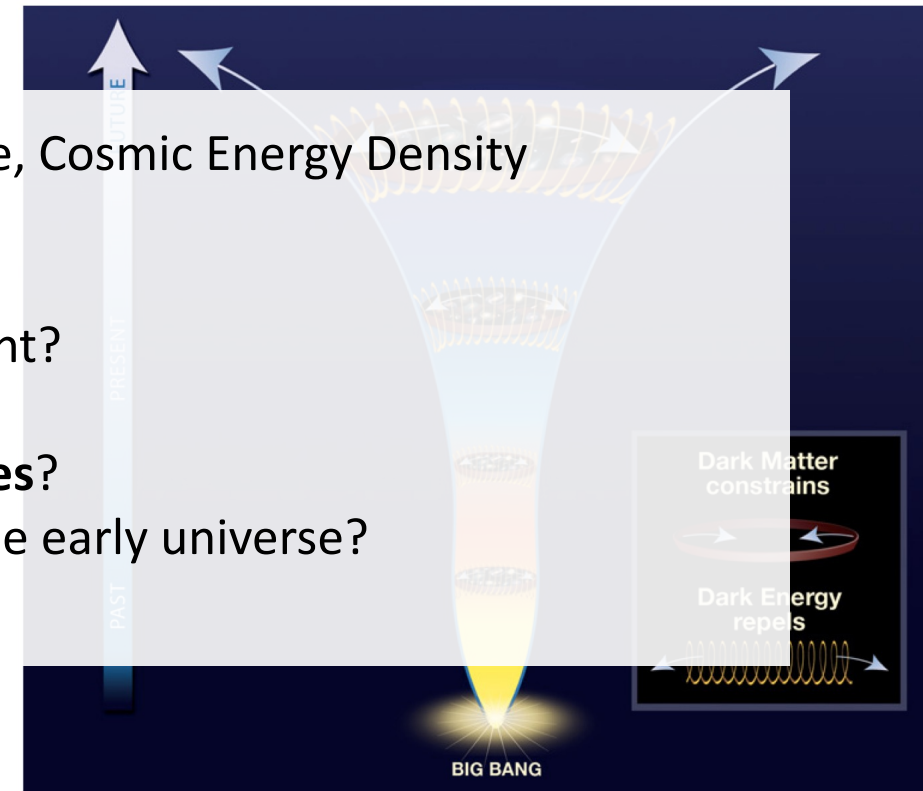 e, Cosmic Energy Density
nt?
es?
e early universe?
FUTURE
PRESENT
PAST
Dark Matter
constrains
Dark Energy
repels
BIG BANG